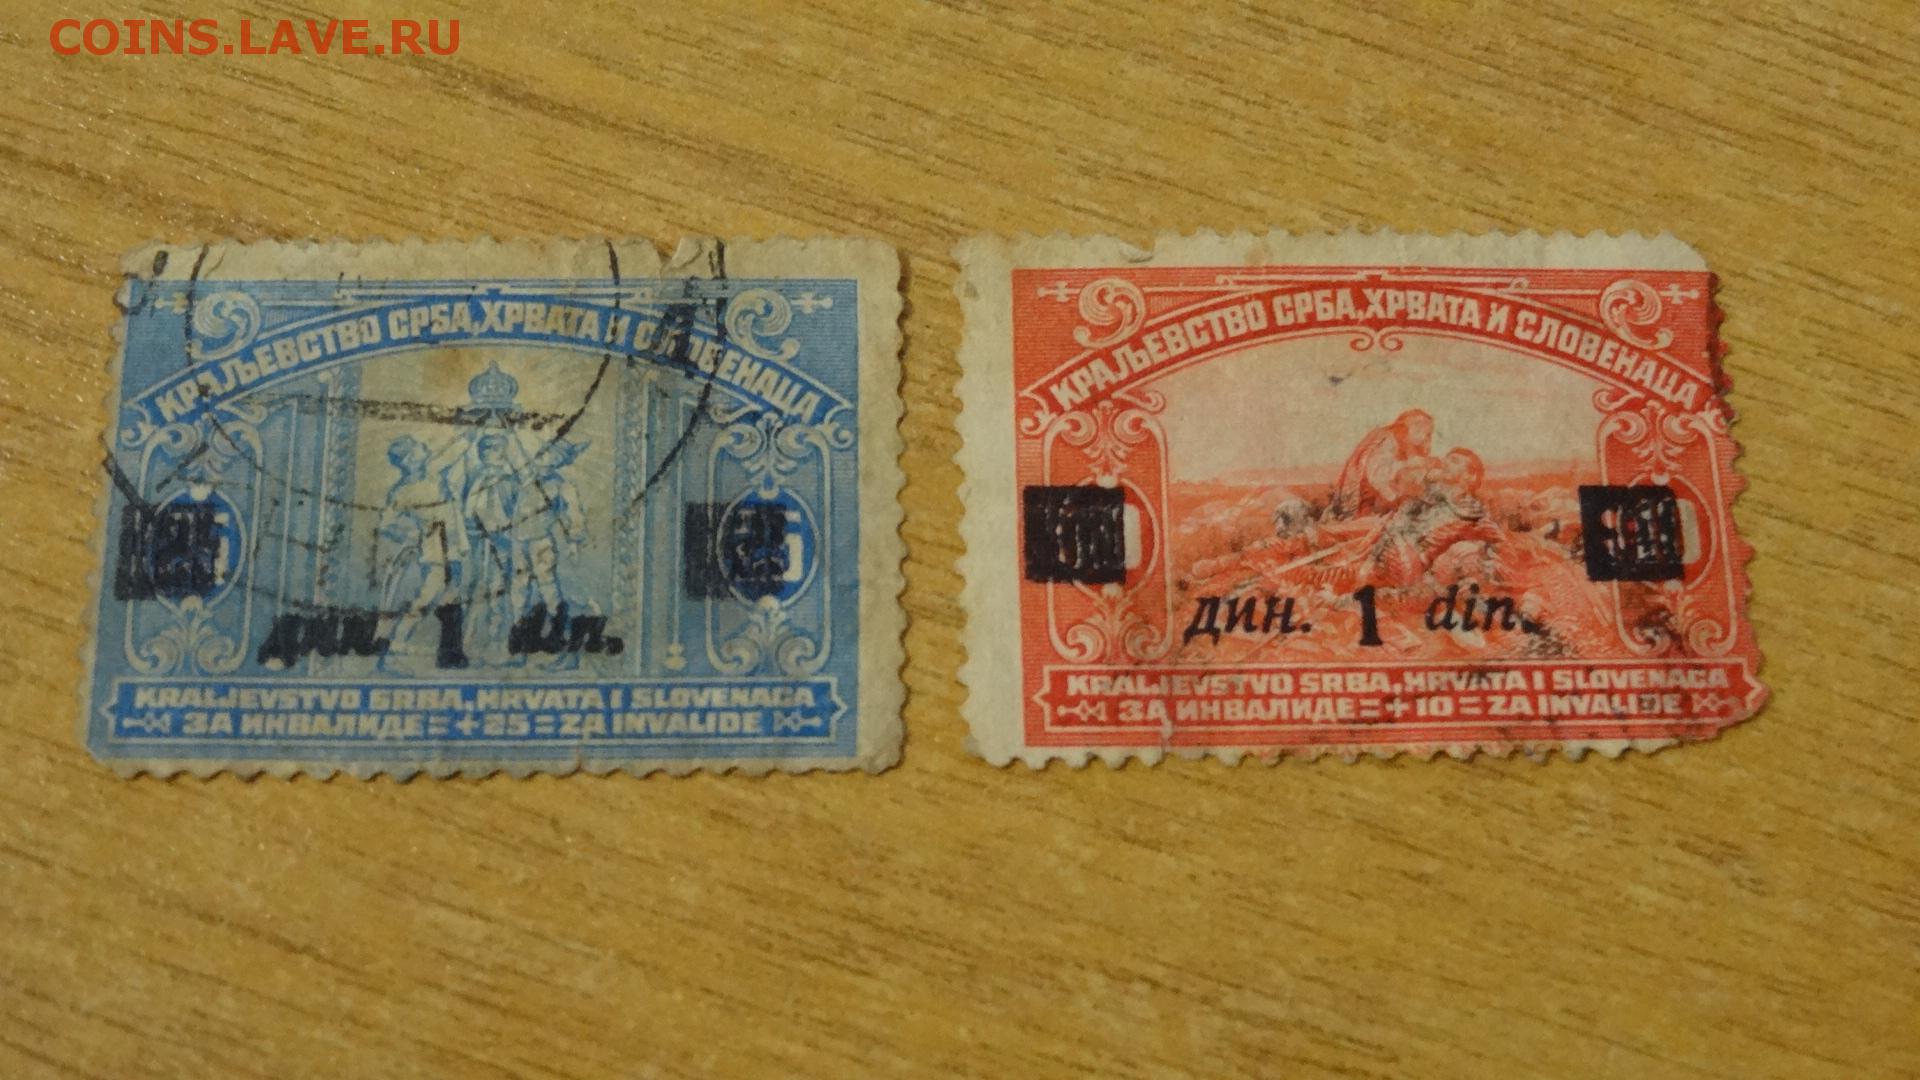 COINS.LAVE.RU
КРАЉЕВСТВО СРБА, ХРВАТА И СЛОВЕНАЦА
дин. 1 din.
KRALJEVSTVO SRBA, HRVATA I SLOVENACA
ЗА ИНВАЛИДЕ = + 25 = ZA INVALIDE
КРАЉЕВСТВО СРБА, ХРВАТА И СЛОВЕНАЦА
дин. 1 din.
KRALJEVSTVO SRBA, HRVATA I SLOVENACA
ЗА ИНВАЛИДЕ = + 10 = ZA INVALIDE